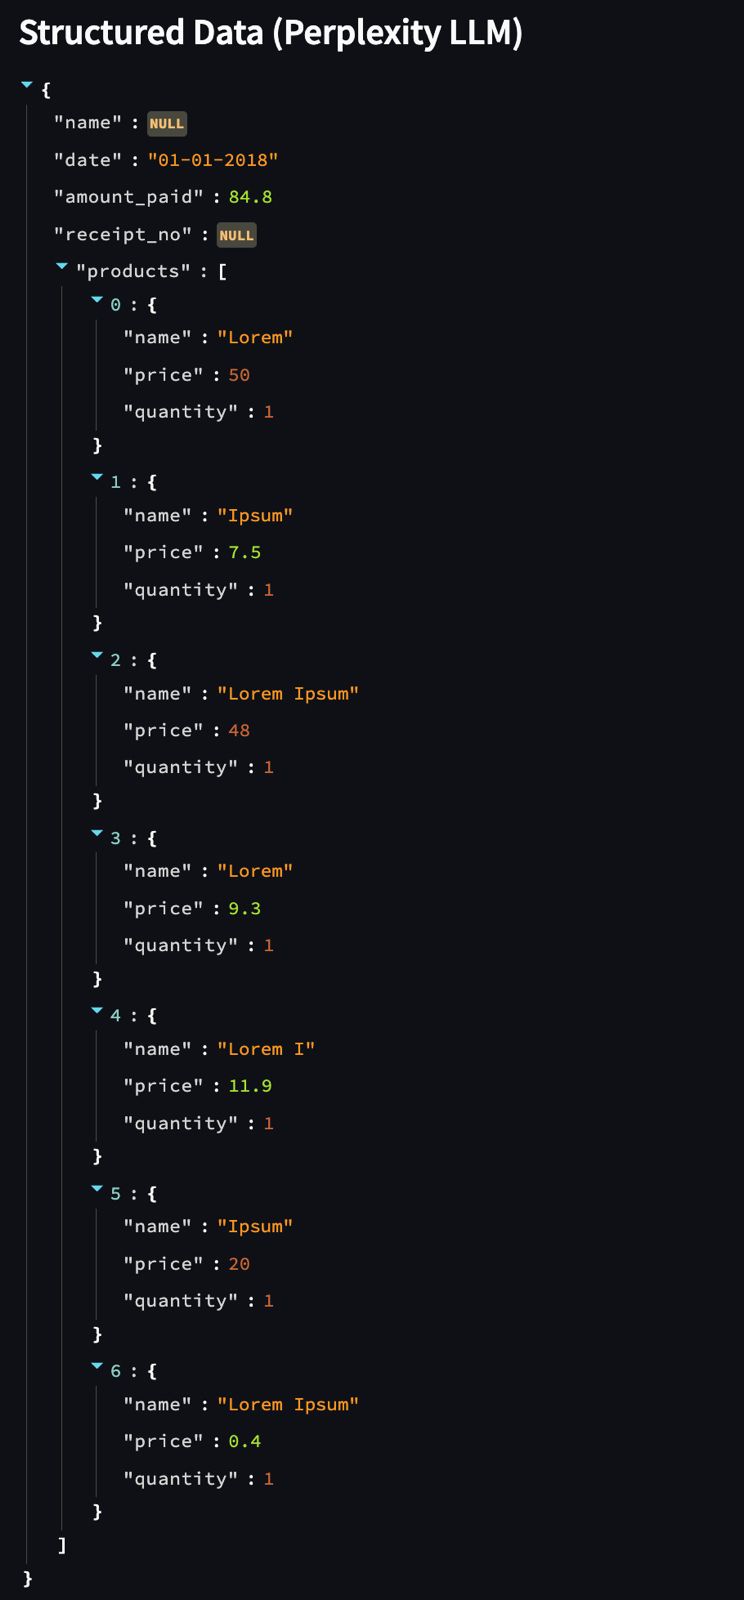 Structured Data (Perplexity LLM)
{
"name" : NULL
"date" : "01-01-2018"
"amount_paid" : 84.8
"receipt_no" : NULL
"products" : [
0 : {
"name" : "Lorem"
"price" : 50
"quantity" : 1
}
1 : {
"name" : "Ipsum"
"price" : 7.5
"quantity" : 1
}
2 : {
"name" : "Lorem Ipsum"
"price" : 48
"quantity" : 1
}
3 : {
"name" : "Lorem"
"price" : 9.3
"quantity" : 1
}
4 : {
"name" : "Lorem I"
"price" : 11.9
"quantity" : 1
}
5 : {
"name" : "Ipsum"
"price" : 20
"quantity" : 1
}
6 : {
"name" : "Lorem Ipsum"
"price" : 0.4
"quantity" : 1
}
]
}